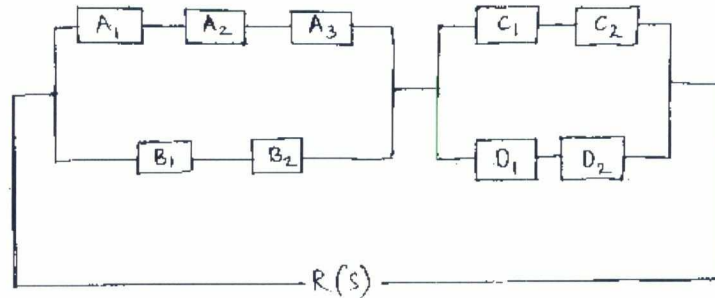 A₁ A₂ A₃ C₁ C₂
B₁ B₂ D₁ D₂
R(s)